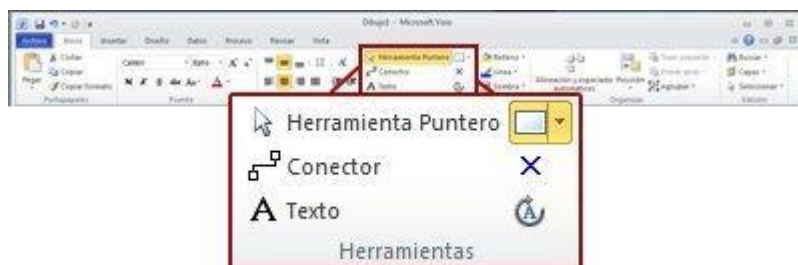 Dibujo1 - Microsoft Visio
Archivo Inicio Insertar Diseño Datos Proceso Revisar Vista
Cortar
Copiar
Copiar formato
Pegar
Portapapeles
Fuente
Herramienta Puntero
Conector
Texto
Relleno
Línea
Sombra
Alineación y espaciado automáticos
Posición
Agrupar
Organizar
Buscar
Capas
Seleccionar
Edición
Herramienta Puntero
Conector
A Texto
Herramientas